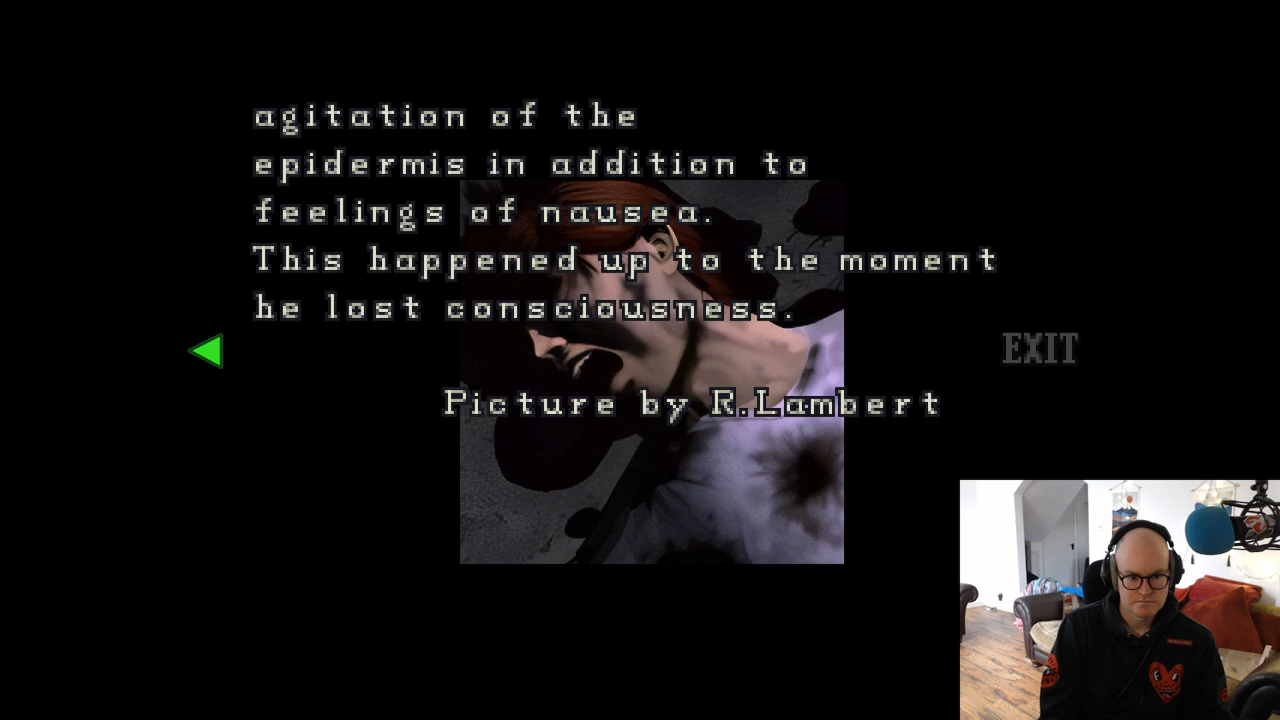 agitation of the
epidermis in addition to
feelings of nausea.
This happened up to the moment
he lost consciousness.
EXIT
Picture by R.Lambert